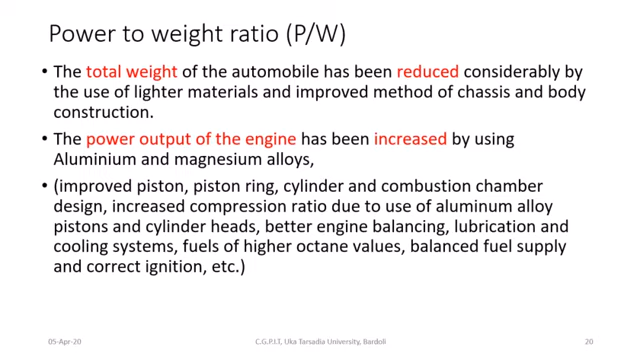 Power to weight ratio (P/W)
• The total weight of the automobile has been reduced considerably by
the use of lighter materials and improved method of chassis and body
construction.
• The power output of the engine has been increased by using
Aluminium and magnesium alloys,
• (improved piston, piston ring, cylinder and combustion chamber
design, increased compression ratio due to use of aluminum alloy
pistons and cylinder heads, better engine balancing, lubrication and
cooling systems, fuels of higher octane values, balanced fuel supply
and correct ignition, etc.)
05-Apr-20 C.G.P.I.T, Uka Tarsadia University, Bardoli 20